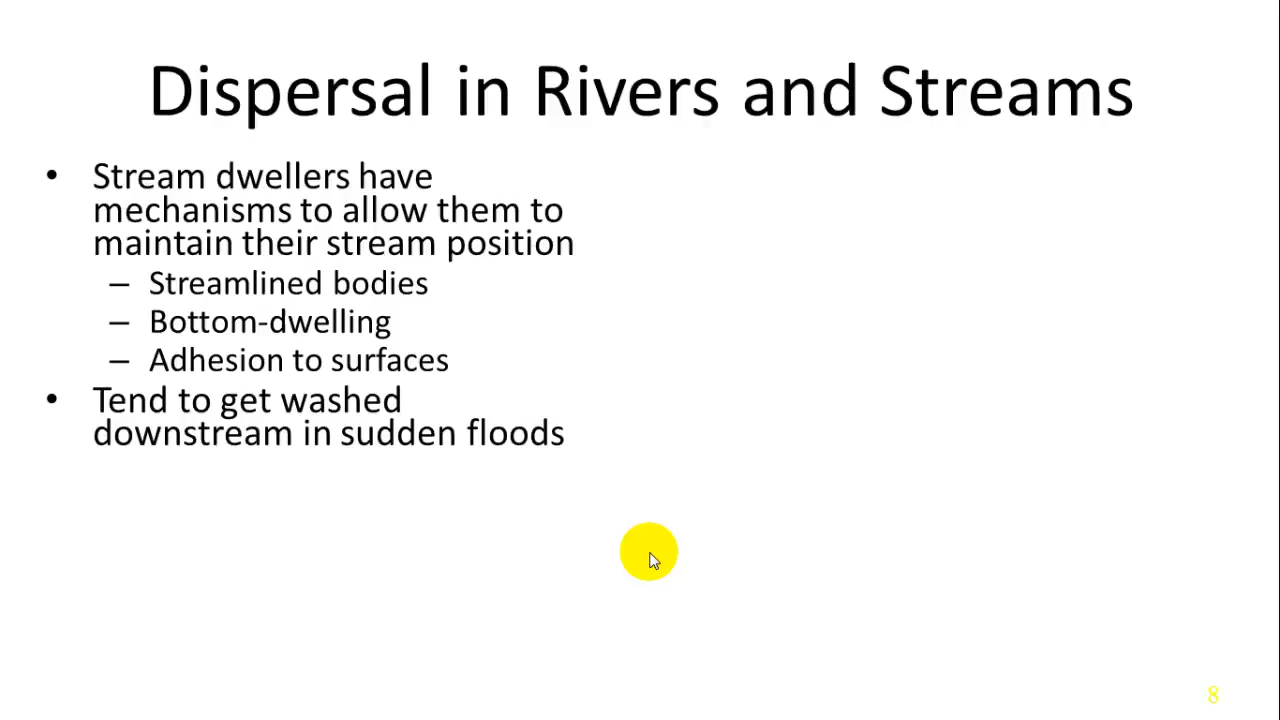 Dispersal in Rivers and Streams
• Stream dwellers have
mechanisms to allow them to
maintain their stream position
– Streamlined bodies
– Bottom-dwelling
– Adhesion to surfaces
• Tend to get washed
downstream in sudden floods
8